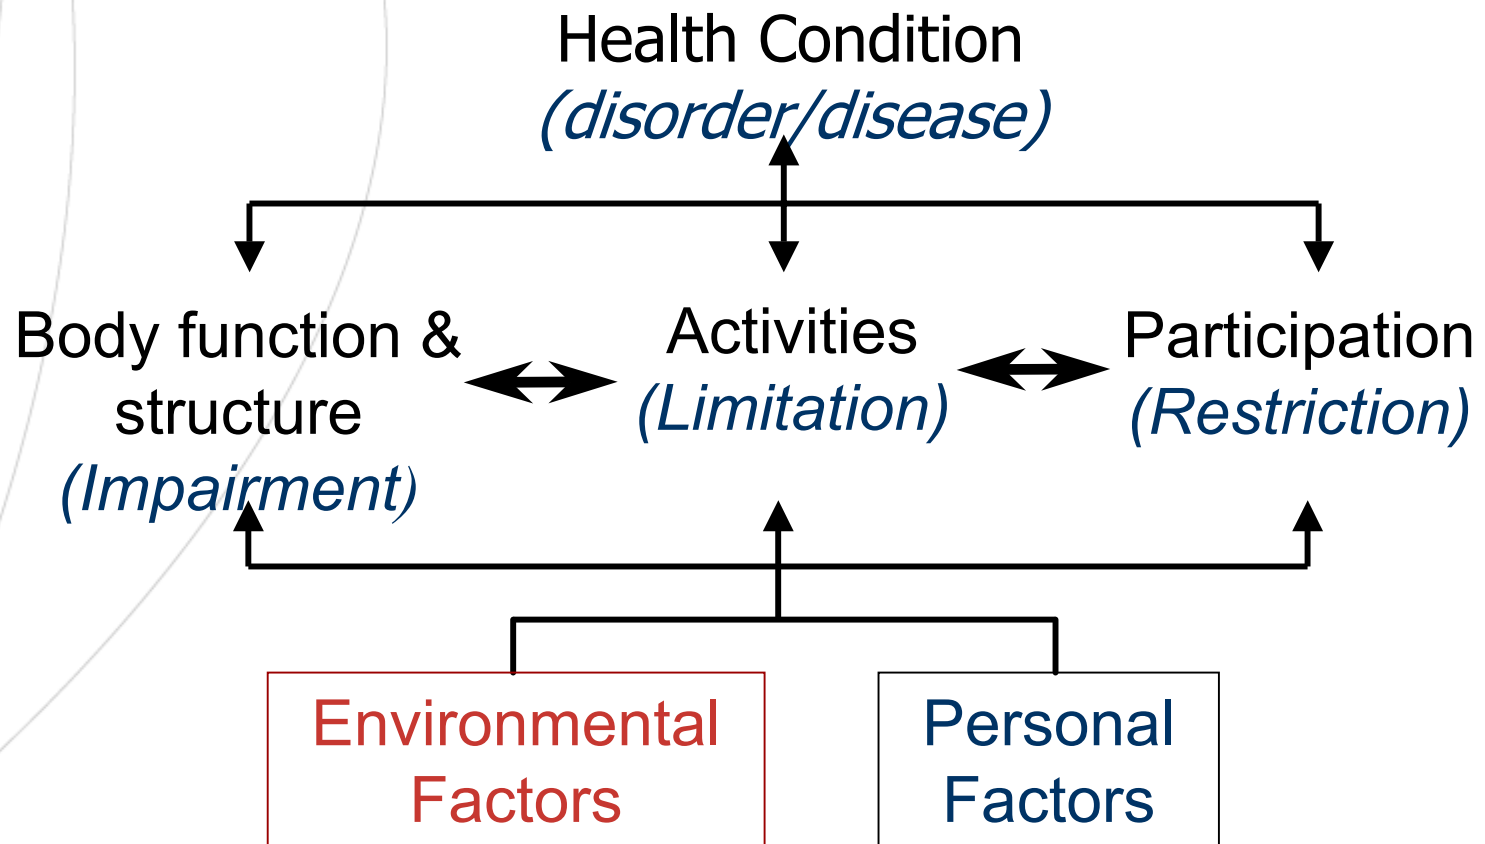 Health Condition
(disorder/disease)
Body function &
structure
(Impairment)
Activities
(Limitation)
Participation
(Restriction)
Environmental
Factors
Personal
Factors